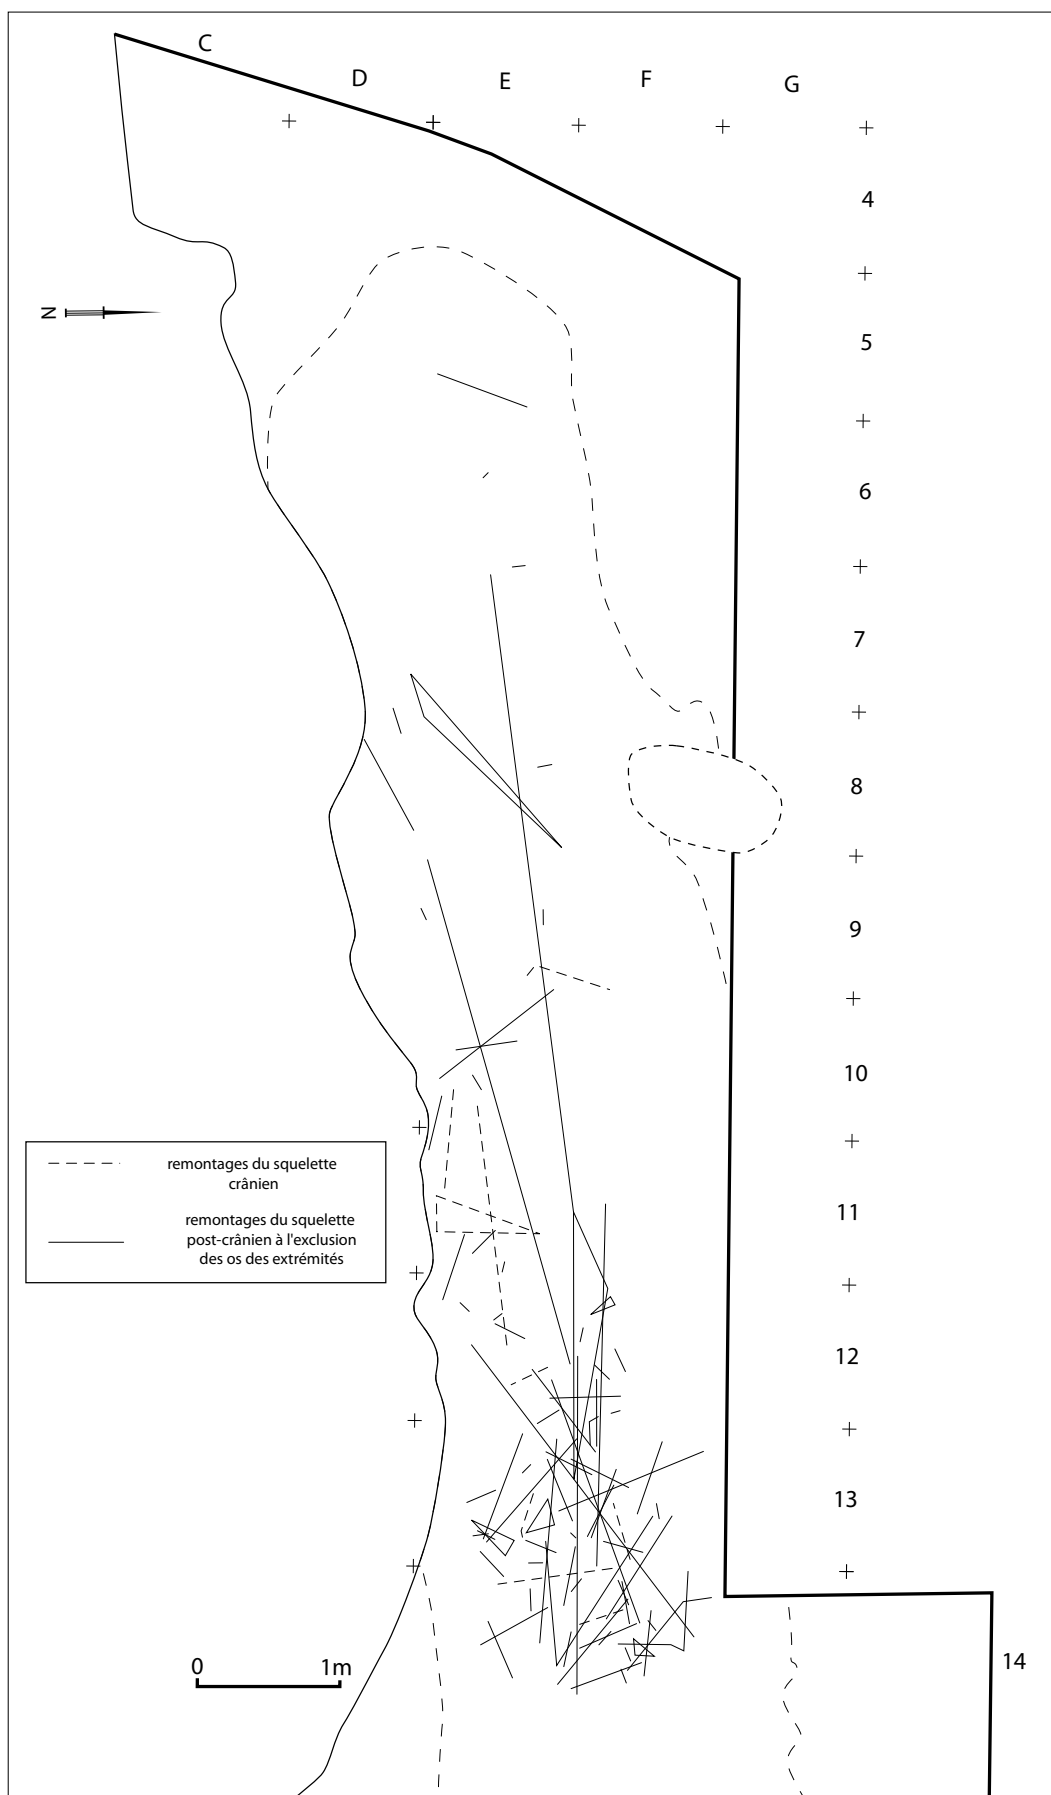 C
D
E
F
G
4
N
5
6
7
8
9
10
remontages du squelette
crânien
remontages du squelette
post-crânien à l'exclusion
des os des extrémités
11
12
13
0 1m
14